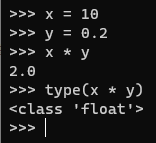 >>> x = 10
>>> y = 0.2
>>> x * y
2.0
>>> type(x * y)
<class 'float'>
>>>